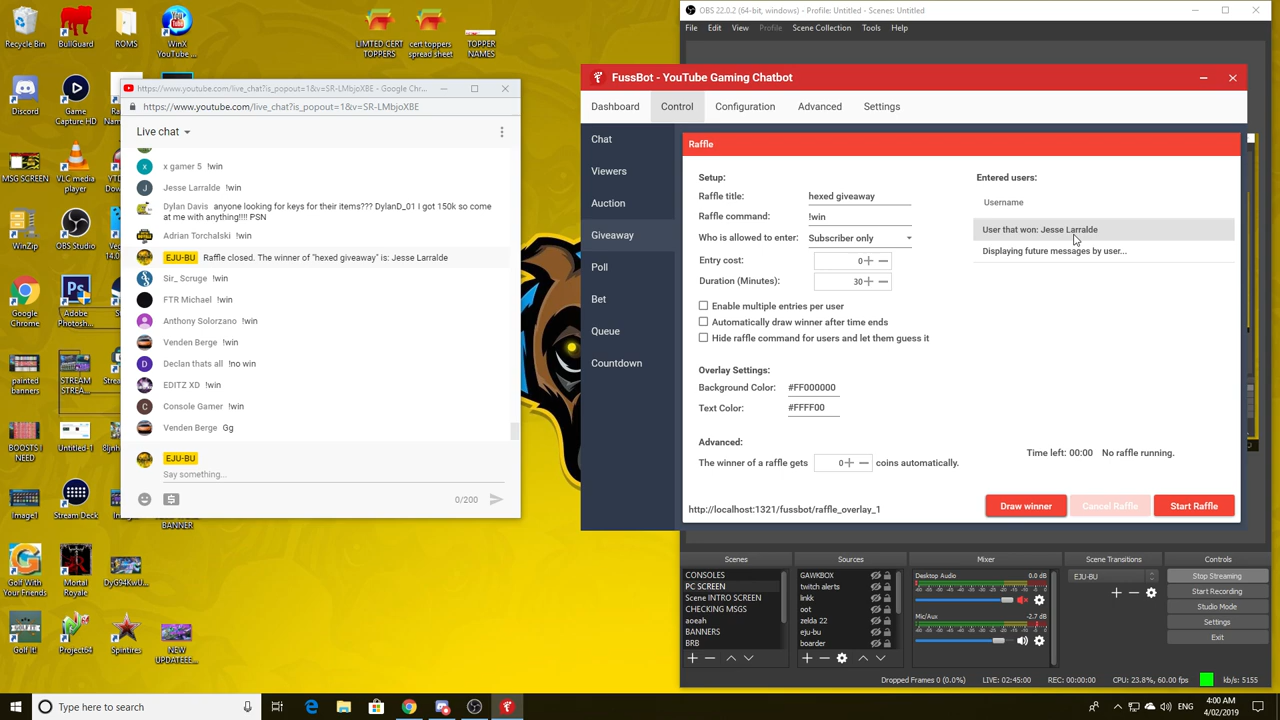 Recycle Bin
BullGuard
ROMS
WinX
YouTube ...
LIMTED CERT
TOPPERS
cert toppers
spread sheet
TOPPER
NAMES
Discord
Game
Capture HD
MSG SCREEN
VLC media
player
WinZip
OBS Studio
Google
Chrome
Adobe
Photosh...
painted
banners
STREAM
STREA...
BOOSTS I
NEED
Untitled-1
Image1
Stream Deck
BANNER
Golf With
Your Friends
Mortal
Royale
DyG94KwU...
Golf It!
Project64
Spintires
NEW
UPDATEEE...
https://www.youtube.com/live_chat?is_popout=1&v=SR-LMbjoXBE - Google Chr...
https://www.youtube.com/live_chat?is_popout=1&v=SR-LMbjoXBE
Live chat
x gamer 5 !win
Jesse Larralde !win
Dylan Davis anyone looking for keys for their items??? DylanD_01 I got 150k so come
at me with anything!!!! PSN
Adrian Torchalski !win
EJU-BU Raffle closed. The winner of "hexed giveaway" is: Jesse Larralde
Sir_ Scruge !win
FTR Michael !win
Anthony Solorzano !win
Venden Berge !win
Declan thats all !no win
EDITZ XD !win
Console Gamer !win
Venden Berge Gg
EJU-BU
Say something...
0/200
OBS 22.0.2 (64-bit, windows) - Profile: Untitled - Scenes: Untitled
File Edit View Profile Scene Collection Tools Help
FussBot - YouTube Gaming Chatbot
Dashboard Control Configuration Advanced Settings
Chat
Viewers
Auction
Giveaway
Poll
Bet
Queue
Countdown
Raffle
Setup:
Raffle title: hexed giveaway
Raffle command: !win
Who is allowed to enter: Subscriber only
Entry cost: 0
Duration (Minutes): 30
Enable multiple entries per user
Automatically draw winner after time ends
Hide raffle command for users and let them guess it
Overlay Settings:
Background Color: #FF000000
Text Color: #FFFF00
Advanced:
The winner of a raffle gets 0 coins automatically.
http://localhost:1321/fussbot/raffle_overlay_1
Entered users:
Username
User that won: Jesse Larralde
Displaying future messages by user...
Time left: 00:00 No raffle running.
Draw winner Cancel Raffle Start Raffle
Scenes Sources Mixer Scene Transitions Controls
CONSOLES
PC SCREEN
Scene INTRO SCREEN
CHECKING MSGS
aoeah
BANNERS
BRB
GAWKBOX
twitch alerts
linkk
oot
zelda 22
eju-bu
boarder
Desktop Audio 0.0 dB
Mic/Aux -2.7 dB
EJU-BU
Stop Streaming
Start Recording
Studio Mode
Settings
Exit
Dropped Frames 0 (0.0%) LIVE: 02:45:00 REC: 00:00:00 CPU: 23.8%, 60.00 fps kb/s: 5155
Type here to search
ENG
4:00 AM
4/02/2019